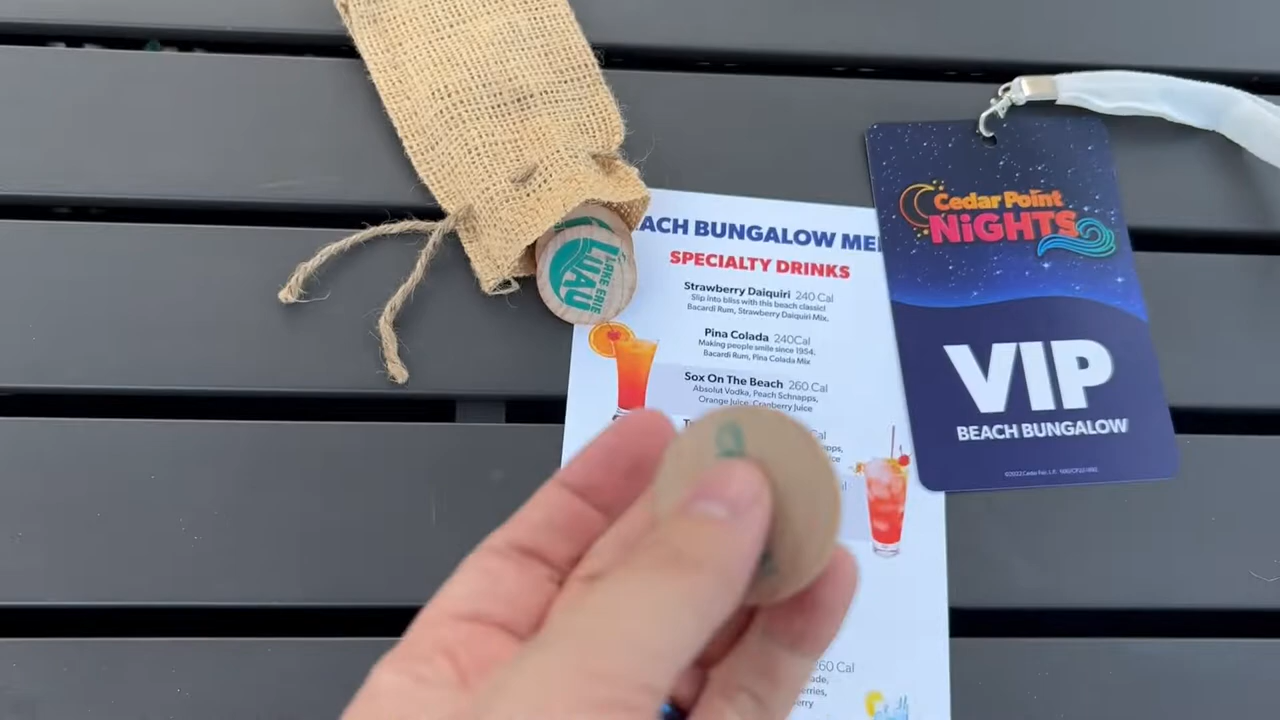 LAKE ERIE
LUAU
ACH BUNGALOW ME
SPECIALTY DRINKS
Strawberry Daiquiri 240 Cal
Slip into bliss with this beach classic!
Bacardi Rum, Strawberry Daiquiri Mix.
Pina Colada 240Cal
Making people smile since 1954.
Bacardi Rum, Pina Colada Mix
Sox On The Beach 260 Cal
Absolut Vodka, Peach Schnapps,
Orange Juice, Cranberry Juice
260 Cal
Cedar Point
NiGHTS
VIP
BEACH BUNGALOW